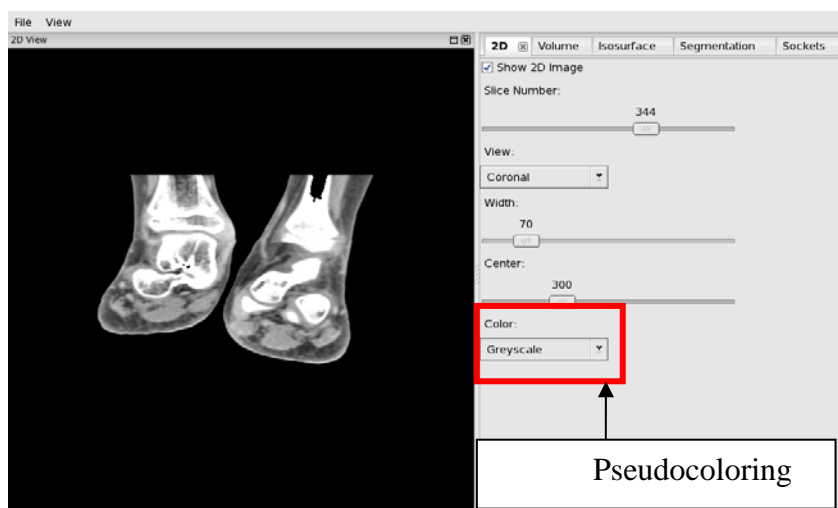 File View
2D View
2D Volume Isosurface Segmentation Sockets
Show 2D Image
Slice Number:
344
View:
Coronal
Width:
70
Center:
300
Color:
Greyscale
Pseudocoloring